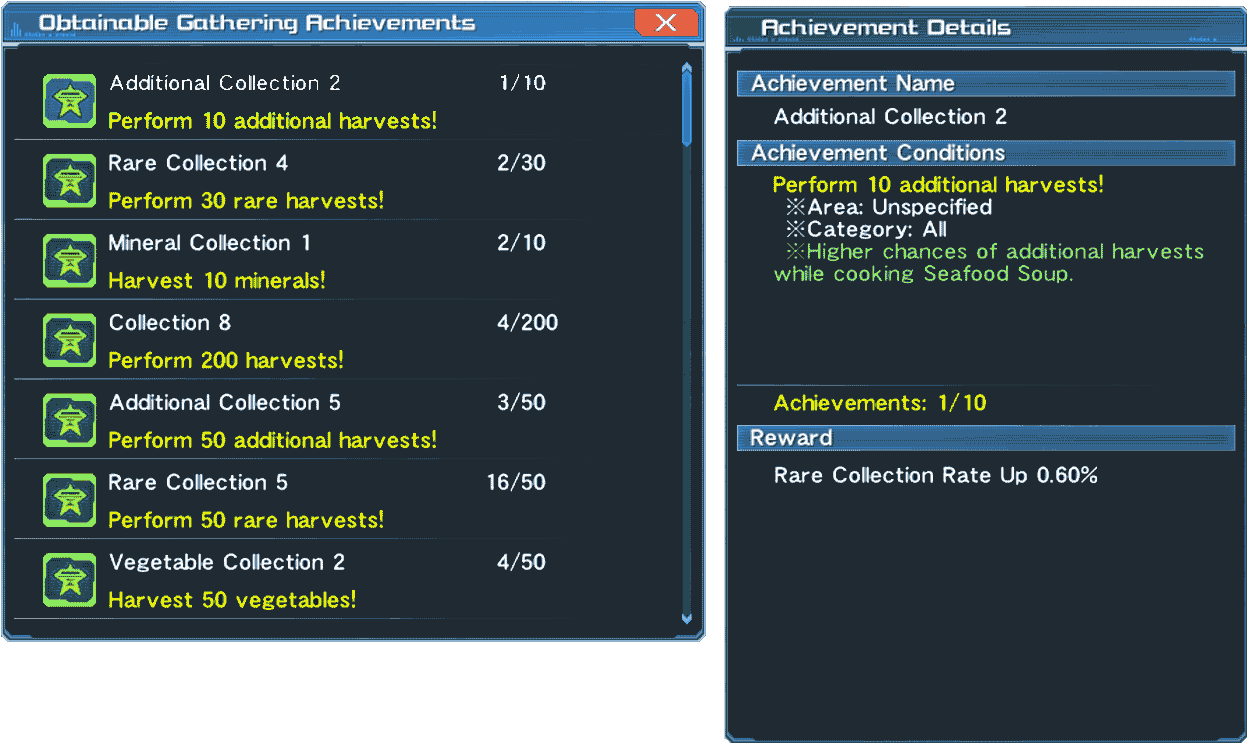 Obtainable Gathering Achievements
Additional Collection 2 1/10
Perform 10 additional harvests!
Rare Collection 4 2/30
Perform 30 rare harvests!
Mineral Collection 1 2/10
Harvest 10 minerals!
Collection 8 4/200
Perform 200 harvests!
Additional Collection 5 3/50
Perform 50 additional harvests!
Rare Collection 5 16/50
Perform 50 rare harvests!
Vegetable Collection 2 4/50
Harvest 50 vegetables!
Achievement Details
Achievement Name
Additional Collection 2
Achievement Conditions
Perform 10 additional harvests!
※Area: Unspecified
※Category: All
※Higher chances of additional harvests
while cooking Seafood Soup.
Achievements: 1/10
Reward
Rare Collection Rate Up 0.60%